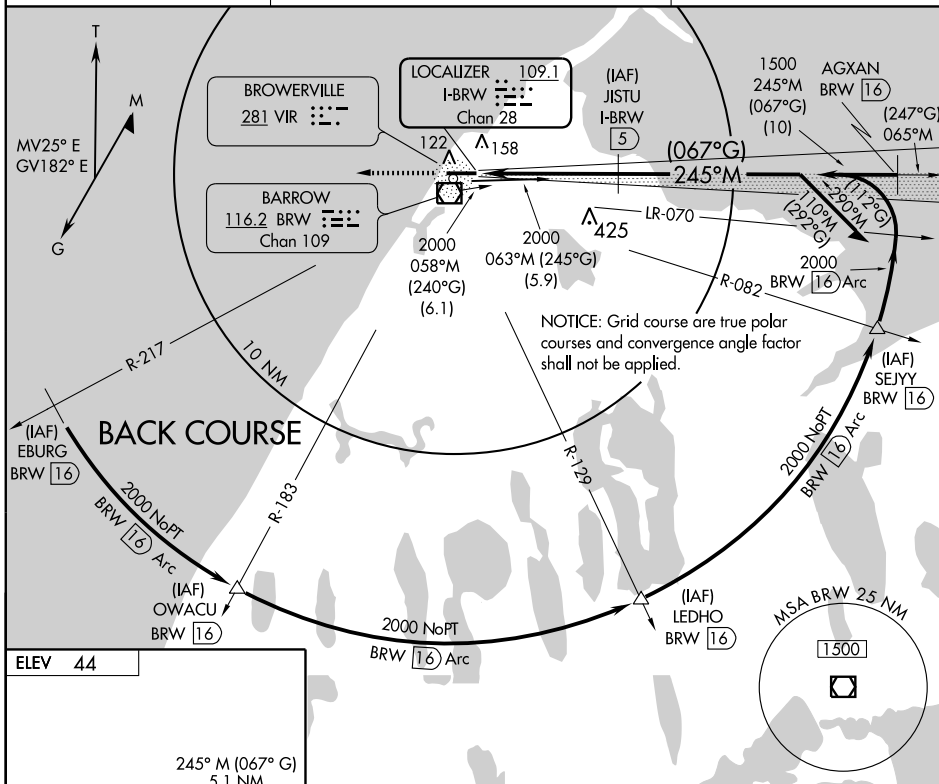 T
M
MV25° E
GV182° E
G
BROWERVILLE
281 VIR
LOCALIZER 109.1
I-BRW
Chan 28
(IAF)
JISTU
I-BRW
5
1500
245°M
(067°G)
(10)
AGXAN
BRW 16
(247°G)
065°M
122
158
(067°G)
245°M
BARROW
116.2 BRW
Chan 109
2000
058°M
(240°G)
(6.1)
2000
063°M (245°G)
(5.9)
425
LR-070
110°M
(292°G)
(112°G)
290°M
2000
BRW 16 Arc
R-082
NOTICE: Grid course are true polar
courses and convergence angle factor
shall not be applied.
R-217
10 NM
(IAF)
SEJYY
BRW 16
BACK COURSE
(IAF)
EBURG
BRW 16
R-129
2000 NoPT
BRW 16 Arc
R-183
2000 NoPT
BRW 16 Arc
(IAF)
OWACU
BRW 16
2000 NoPT
BRW 16 Arc
(IAF)
LEDHO
BRW 16
MSA BRW 25 NM
1500
ELEV 44
245° M (067° G)
5.1 NM